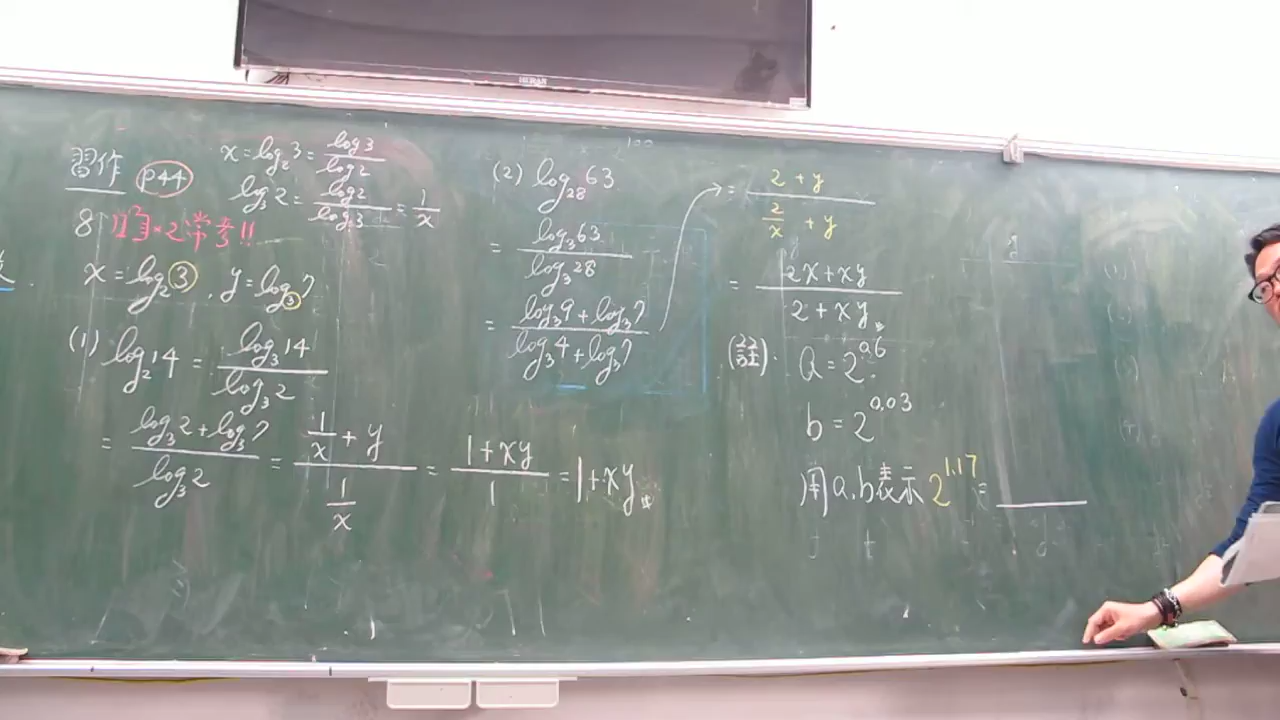 HERAN
習作 p44
x = log₂3 = log3/log2
log₃2 = log2/log3 = 1/x
8
常考!!
x = log₂3 , y = log₃7
(1) log₂14 = log₃14/log₃2
= (log₃2 + log₃7)/log₃2 = (1/x + y)/(1/x) = (1+xy)/1 = 1+xy
(2) log₂₈63
= log₃63/log₃28
= (log₃9 + log₃7)/(log₃4 + log₃7)
= (2+y)/(2/x + y)
= (2x+xy)/(2+xy)
(註). a = 2^0.6
b = 2^0.03
用a.b表示 2^1.17 = ____